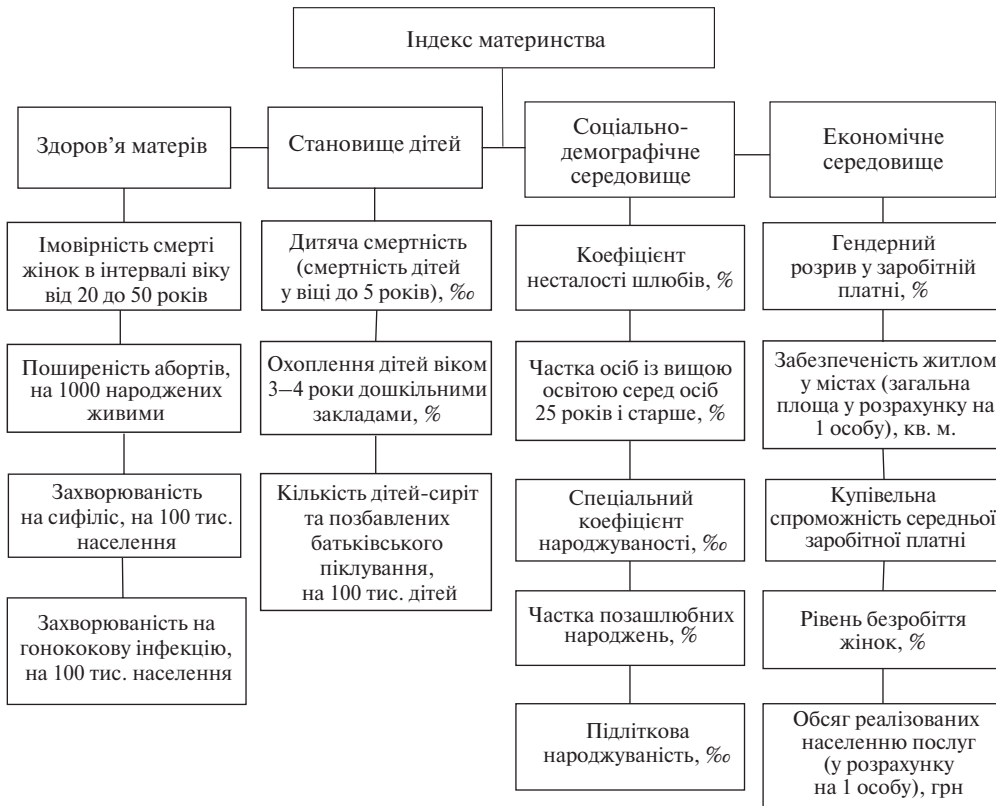 Індекс материнства
Здоров'я матерів
Становище дітей
Соціально-
демографічне
середовище
Економічне
середовище
Імовірність смерті
жінок в інтервалі віку
від 20 до 50 років
Поширеність абортів,
на 1000 народжених
живими
Захворюваність
на сифіліс, на 100 тис.
населення
Захворюваність на
гонококову інфекцію,
на 100 тис. населення
Дитяча смертність
(смертність дітей
у віці до 5 років), ‰
Охоплення дітей віком
3–4 роки дошкільними
закладами, %
Кількість дітей-сиріт
та позбавлених
батьківського
піклування,
на 100 тис. дітей
Коефіцієнт
несталості шлюбів, %
Частка осіб із вищою
освітою серед осіб
25 років і старше, %
Спеціальний
коефіцієнт
народжуваності, ‰
Частка позашлюбних
народжень, %
Підліткова
народжуваність, ‰
Гендерний
розрив у заробітній
платні, %
Забезпеченість житлом
у містах (загальна
площа у розрахунку на
1 особу), кв. м.
Купівельна
спроможність середньої
заробітної платні
Рівень безробіття
жінок, %
Обсяг реалізованих
населенню послуг
(у розрахунку
на 1 особу), грн